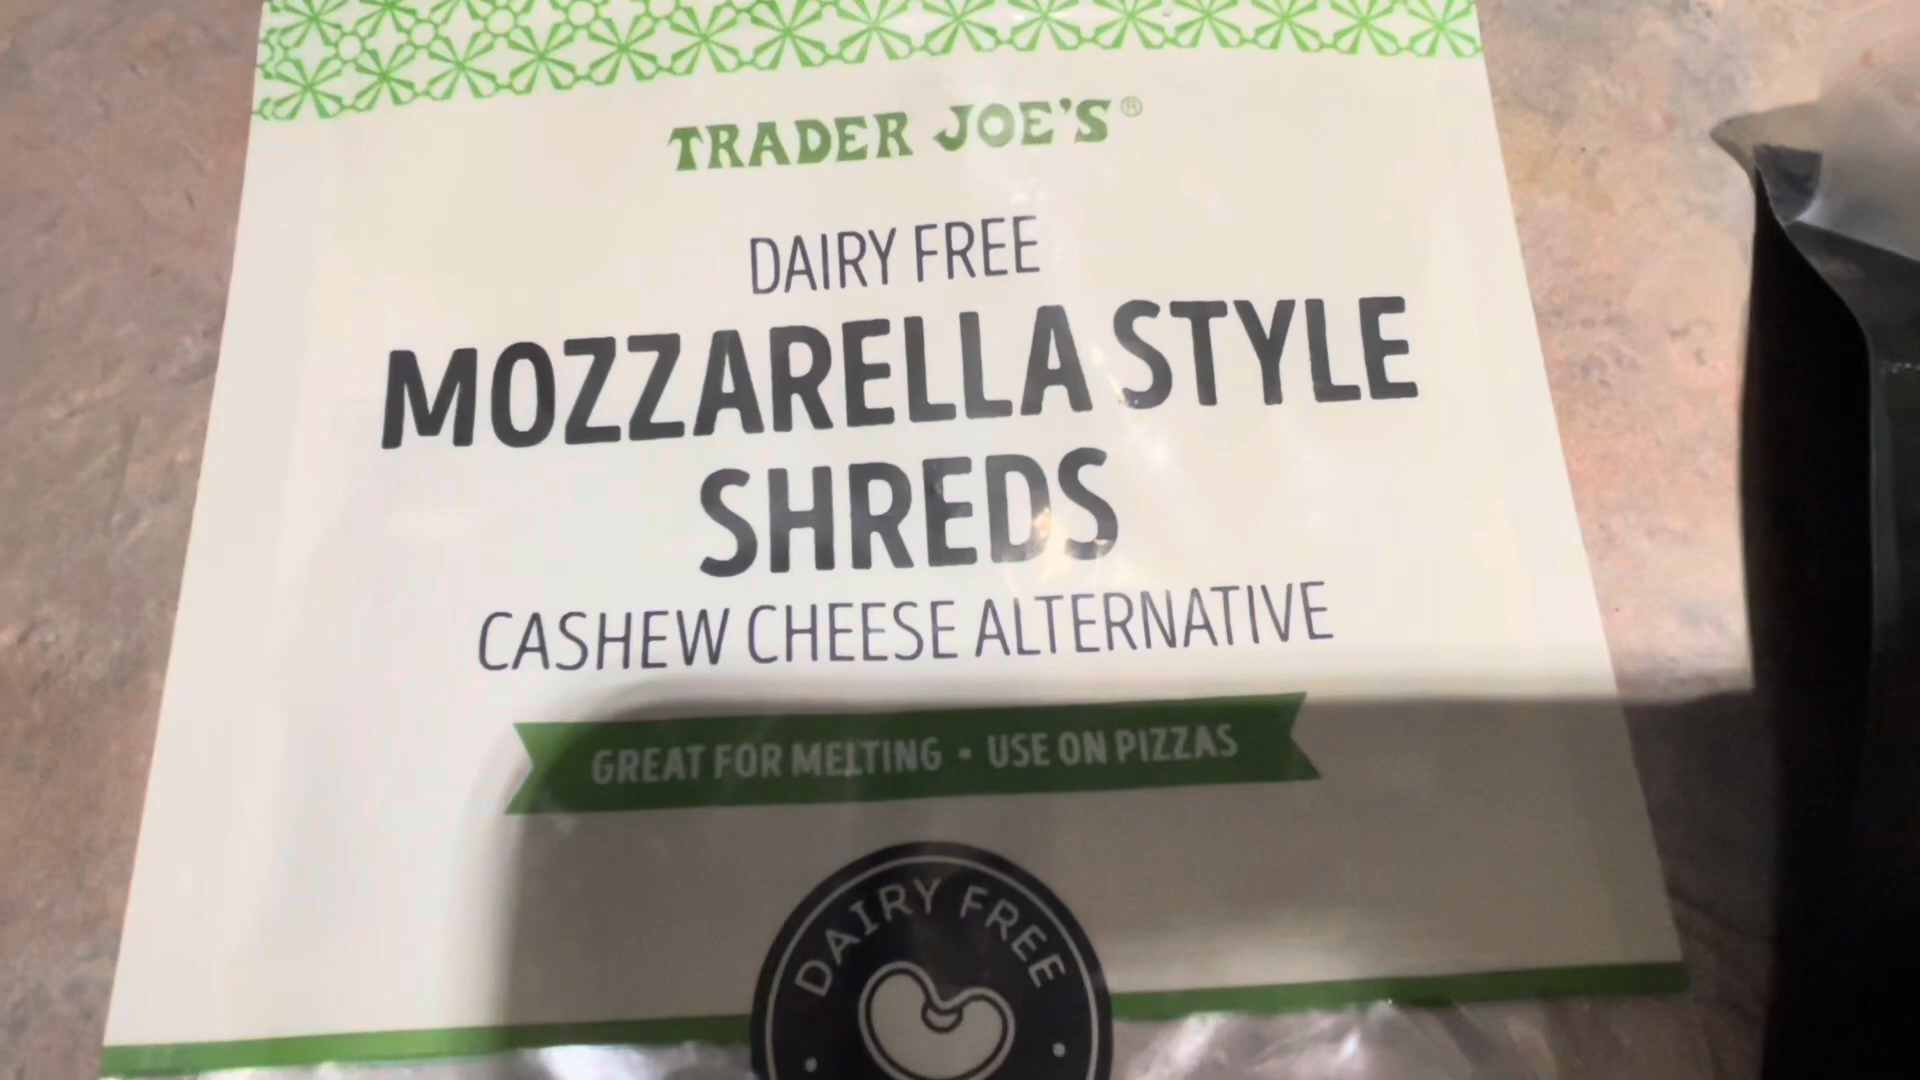 TRADER JOE'S®
DAIRY FREE
MOZZARELLA STYLE
SHREDS
CASHEW CHEESE ALTERNATIVE
GREAT FOR MELTING • USE ON PIZZAS
DAIRY FREE